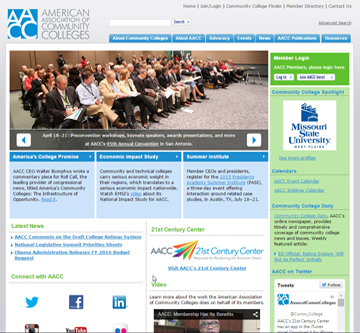 AMERICAN
ASSOCIATION OF
COMMUNITY
COLLEGES
Home | Join/Login | Community College Finder | Member Directory | Contact Us
Search
Advanced Search
About Community Colleges
About AACC
Advocacy
Events
News
AACC Publications
Resources
Member Login
AACC Members, please login here.
Log in
Join AACC here!
Community College Spotlight
MISSOURI
STATE
UNIVERSITY
WEST PLAINS
See more profiles
April 18-21: Preconvention workshops, keynote speakers, awards presentations, and more
at AACC's 95th Annual Convention in San Antonio.
America's College Promise
AACC CEO Walter Bumphus wrote a
commentary piece for Roll Call, the
leading provider of congressional
news, titled America's Community
Colleges: The Infrastructure of
Opportunity. Read it.
Economic Impact Study
Community and technical colleges
carry serious economic weight in
their regions, which translates to a
serious economic impact nationwide.
Watch EMSI's video about its
National Impact Study for AACC.
Summer Institute
Member CEOs and presidents,
register for the 2015 Presidents
Academy Summer Institute (PASI),
a three-day event offering
interaction around related case
studies, in Austin, TX, July 18-21.
Calendars
AACC Event Calendar
AACC Webinar Calendar
Community College Daily
Community College Daily, AACC's
online newspaper, provides
timely and comprehensive
coverage of community college
news and issues. Weekly
featured article:
ED Official: Rating System Will
Not Be Perfect Initially
Latest News
AACC Comments on the Draft College Ratings System
National Legislative Summit Priorities Sheets
Obama Administration Releases FY 2016 Budget
Request
Connect with AACC
21st Century Center
AACC 21st Century Center
Visit AACC's 21st Century Center
Video
Learn more about the work the American Association
of Community Colleges does on behalf of its members.
AACC: Membership Has Its Benefits
AACC on Twitter
Tweets
Follow
AACC's 21st Century Center
has an app in the iTunes